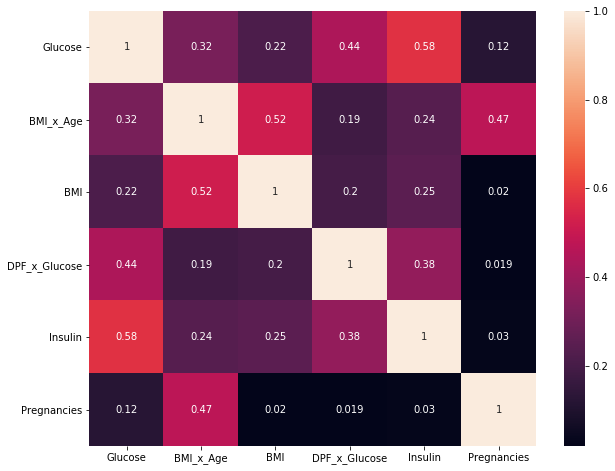 Glucose 1 0.32 0.22 0.44 0.58 0.12
BMI_x_Age 0.32 1 0.52 0.19 0.24 0.47
BMI 0.22 0.52 1 0.2 0.25 0.02
DPF_x_Glucose 0.44 0.19 0.2 1 0.38 0.019
Insulin 0.58 0.24 0.25 0.38 1 0.03
Pregnancies 0.12 0.47 0.02 0.019 0.03 1
Glucose BMI_x_Age BMI DPF_x_Glucose Insulin Pregnancies
1.0
0.8
0.6
0.4
0.2